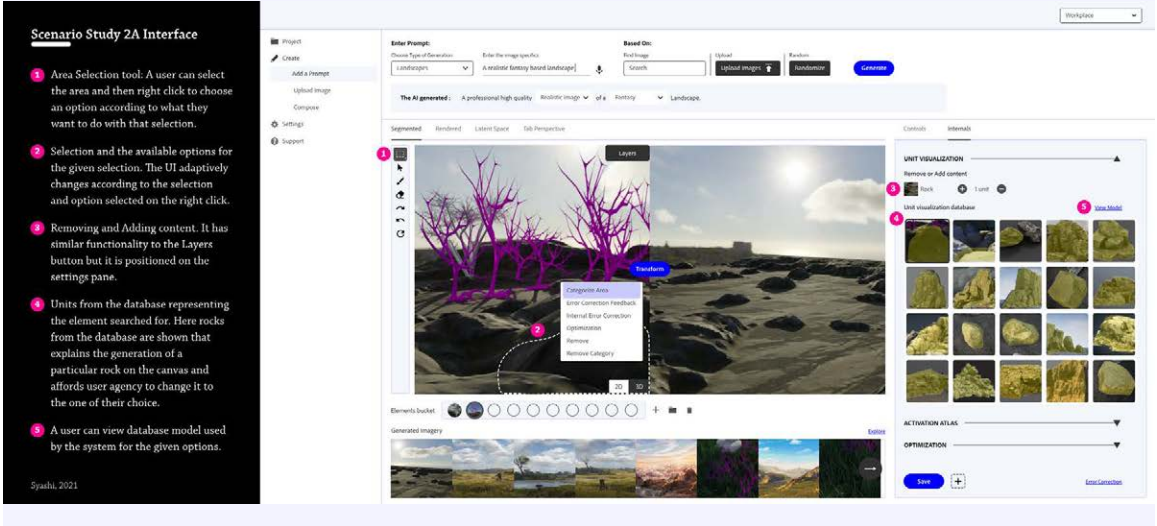 Scenario Study 2A Interface
1 Area Selection tool: A user can select
the area and then right click to choose
an option according to what they
want to do with that selection.
2 Selection and the available options for
the given selection. The UI adaptively
changes according to the selection
and option selected on the right click.
3 Removing and Adding content. It has
similar functionality to the Layers
button but it is positioned on the
settings pane.
4 Units from the database representing
the element searched for. Here rocks
from the database are shown that
explains the generation of a
particular rock on the canvas and
affords user agency to change it to
the one of their choice.
5 A user can view database model used
by the system for the given options.
Syashi, 2021
Workplace
Project
Create
Add a Prompt
Upload Image
Compose
Settings
Support
Enter Prompt:
Based On:
Choose Type of Generation
Enter the image specifics
Find Image
Upload
Random
Landscapes
A realistic fantasy based landscape
Search
Upload Images
Randomize
Generate
The AI generated : A professional high quality Realistic image of a Fantasy Landscape.
Segmented Rendered Latent Space Tab Perspective
Controls Internals
1
Layers
Transform
Categorize Area
Error Correction Feedback
Internal Error Correction
Optimization
Remove
Remove Category
2
2D 3D
Elements bucket
Generated Imagery
Explore
UNIT VISUALIZATION
Remove or Add content
3 Rock 1 unit
Unit visualization database
5 View Model
4
ACTIVATION ATLAS
OPTIMIZATION
Save
Error Correction